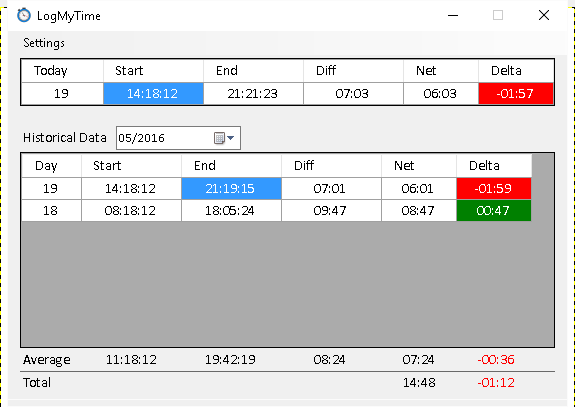 LogMyTime
Settings
Today Start End Diff Net Delta
19 14:18:12 21:21:23 07:03 06:03 -01:57
Historical Data 05/2016
Day Start End Diff Net Delta
19 14:18:12 21:19:15 07:01 06:01 -01:59
18 08:18:12 18:05:24 09:47 08:47 00:47
Average 11:18:12 19:42:19 08:24 07:24 -00:36
Total 14:48 -01:12